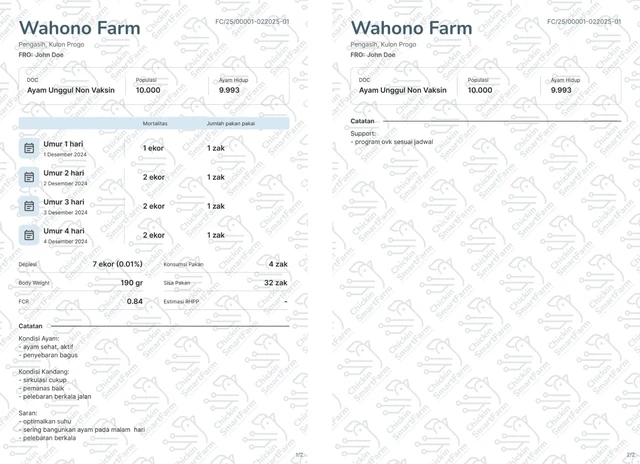 Wahono Farm
FC/25/00001-022025-01
Pengasih, Kulon Progo
FRO: John Doe
DOC Populasi Ayam Hidup
Ayam Unggul Non Vaksin 10.000 9.993
Mortalitas Jumlah pakan pakai
Umur 1 hari 1 ekor 1 zak
1 Desember 2024
Umur 2 hari 2 ekor 1 zak
2 Desember 2024
Umur 3 hari 2 ekor 1 zak
3 Desember 2024
Umur 4 hari 2 ekor 1 zak
4 Desember 2024
Deplesi 7 ekor (0.01%) Konsumsi Pakan 4 zak
Body Weight 190 gr Sisa Pakan 32 zak
FCR 0.84 Estimasi RHPP -
Catatan
Kondisi Ayam:
- ayam sehat, aktif
- penyebaran bagus
Kondisi Kandang:
- sirkulasi cukup
- pemanas baik
- pelebaran berkala jalan
Saran:
- optimalkan suhu
- sering bangunkan ayam pada malam hari
- pelebaran berkala
1/2
Wahono Farm
FC/25/00001-022025-01
Pengasih, Kulon Progo
FRO: John Doe
DOC Populasi Ayam Hidup
Ayam Unggul Non Vaksin 10.000 9.993
Catatan
Support:
- program ovk sesuai jadwal
2/2
Chickin
SmartFarm